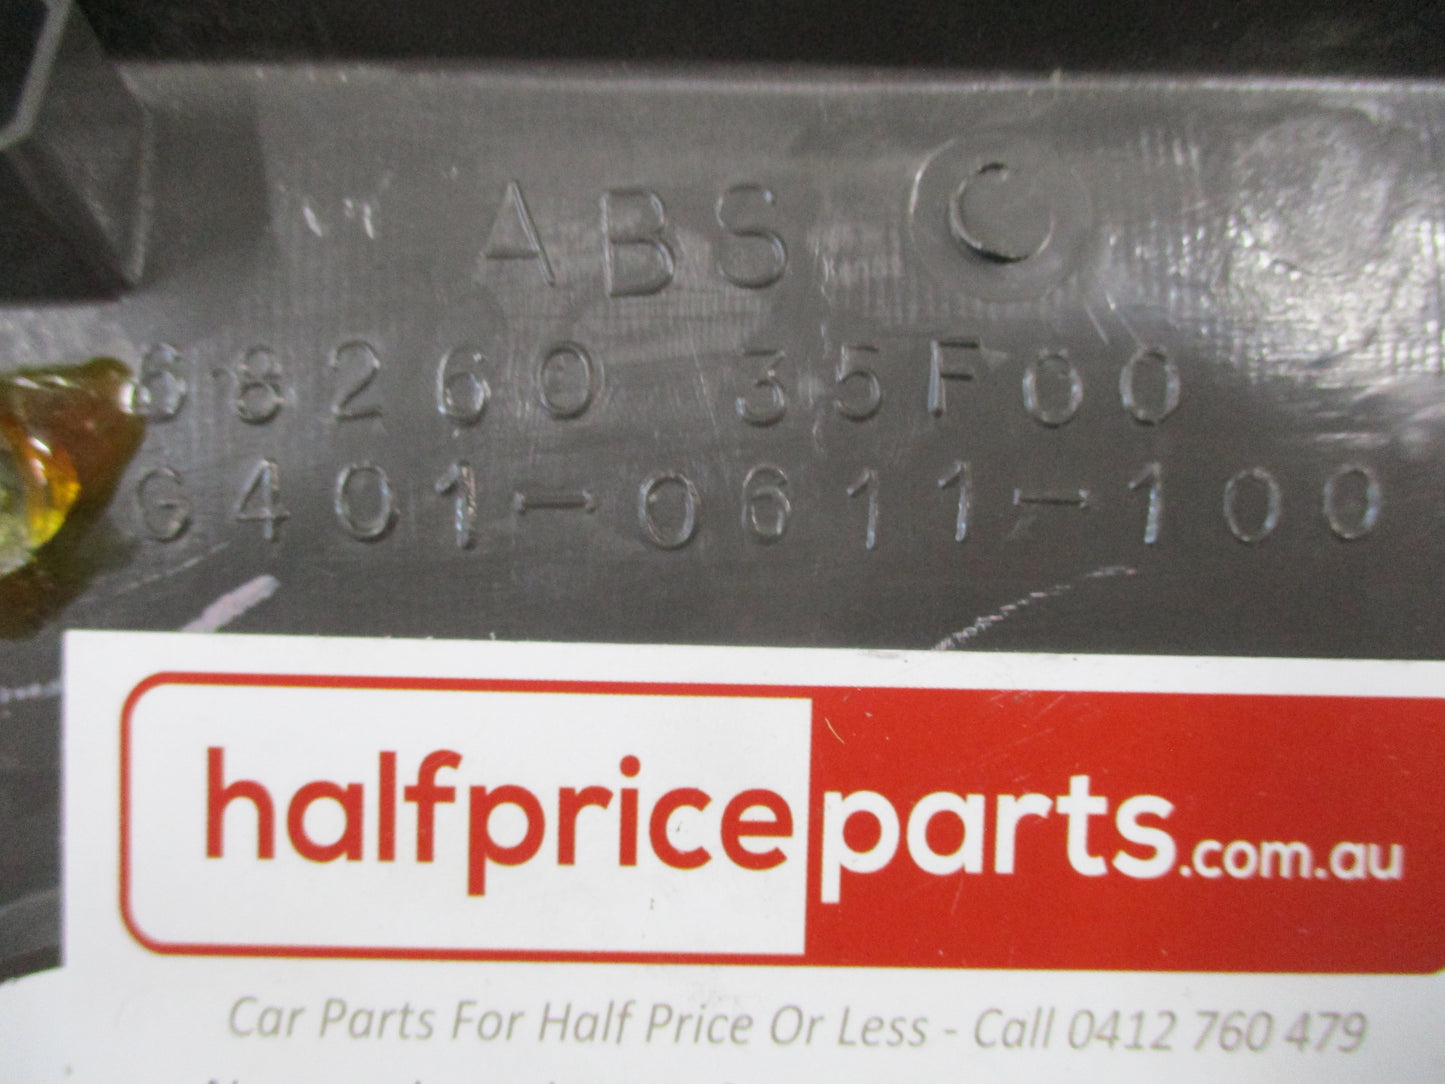 ABS C
68260 35F00
G401-0611-100
halfpriceparts.com.au
Car Parts For Half Price Or Less - Call 0412 760 479